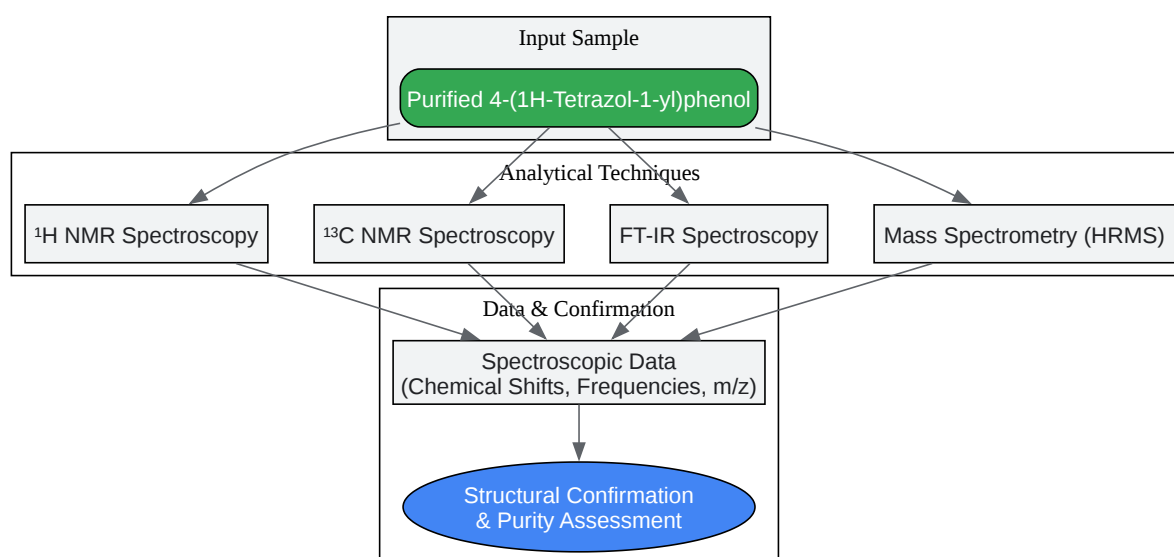 Input Sample
Purified 4-(1H-Tetrazol-1-yl)phenol
Analytical Techniques
¹H NMR Spectroscopy
¹³C NMR Spectroscopy
FT-IR Spectroscopy
Mass Spectrometry (HRMS)
Data & Confirmation
Spectroscopic Data
(Chemical Shifts, Frequencies, m/z)
Structural Confirmation
& Purity Assessment